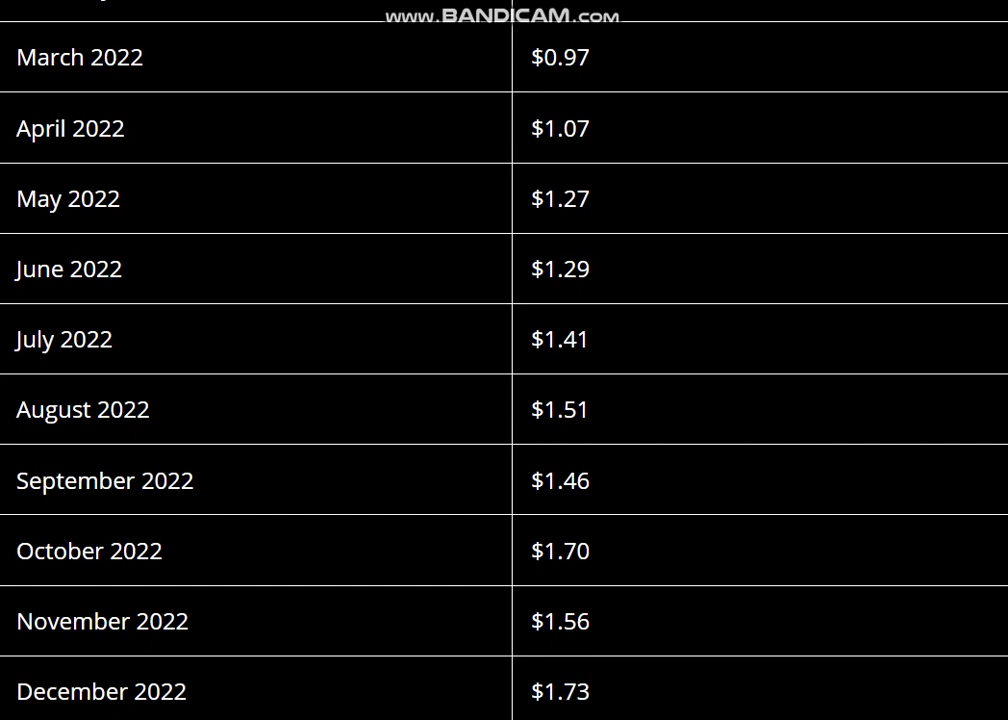 www.BANDICAM.com
March 2022 $0.97
April 2022 $1.07
May 2022 $1.27
June 2022 $1.29
July 2022 $1.41
August 2022 $1.51
September 2022 $1.46
October 2022 $1.70
November 2022 $1.56
December 2022 $1.73